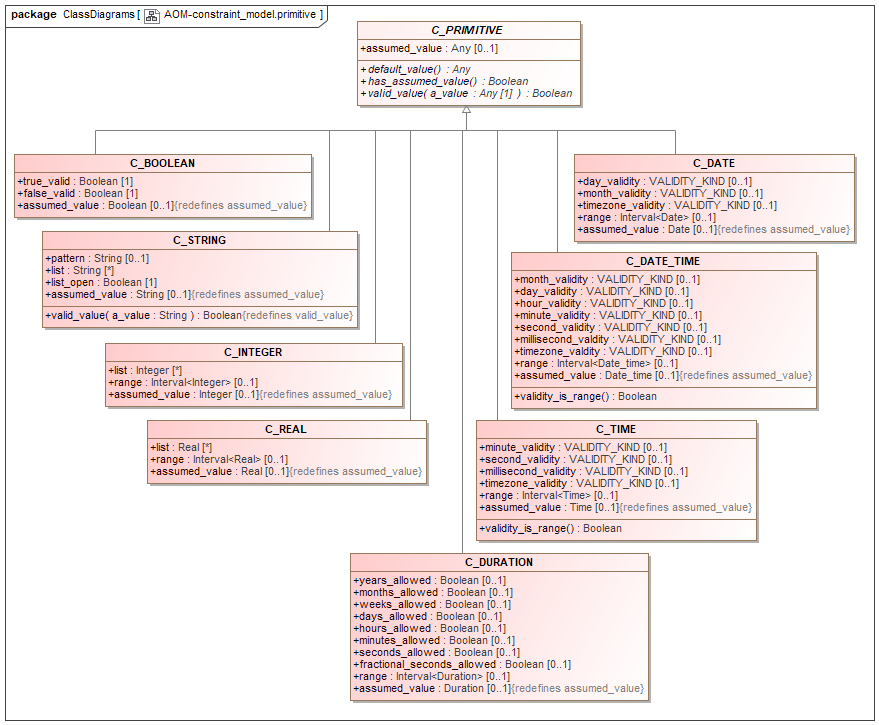 package ClassDiagrams [ AOM-constraint_model.primitive ]
C_PRIMITIVE
+assumed_value : Any [0..1]
+default_value() : Any
+has_assumed_value() : Boolean
+valid_value( a_value : Any [1] ) : Boolean
C_BOOLEAN
+true_valid : Boolean [1]
+false_valid : Boolean [1]
+assumed_value : Boolean [0..1]{redefines assumed_value}
C_STRING
+pattern : String [0..1]
+list : String [*]
+list_open : Boolean [1]
+assumed_value : String [0..1]{redefines assumed_value}
+valid_value( a_value : String ) : Boolean{redefines valid_value}
C_INTEGER
+list : Integer [*]
+range : Interval<Integer> [0..1]
+assumed_value : Integer [0..1]{redefines assumed_value}
C_REAL
+list : Real [*]
+range : Interval<Real> [0..1]
+assumed_value : Real [0..1]{redefines assumed_value}
C_DATE
+day_validity : VALIDITY_KIND [0..1]
+month_validity : VALIDITY_KIND [0..1]
+timezone_validity : VALIDITY_KIND [0..1]
+range : Interval<Date> [0..1]
+assumed_value : Date [0..1]{redefines assumed_value}
C_DATE_TIME
+month_validity : VALIDITY_KIND [0..1]
+day_validity : VALIDITY_KIND [0..1]
+hour_validity : VALIDITY_KIND [0..1]
+minute_validity : VALIDITY_KIND [0..1]
+second_validity : VALIDITY_KIND [0..1]
+millisecond_valdity : VALIDITY_KIND [0..1]
+timezone_valdity : VALIDITY_KIND [0..1]
+range : Interval<Date_time> [0..1]
+assumed_value : Date_time [0..1]{redefines assumed_value}
+validity_is_range() : Boolean
C_TIME
+minute_validity : VALIDITY_KIND [0..1]
+second_validity : VALIDITY_KIND [0..1]
+millisecond_validity : VALIDITY_KIND [0..1]
+timezone_validity : VALIDITY_KIND [0..1]
+range : Interval<Time> [0..1]
+assumed_value : Time [0..1]{redefines assumed_value}
+validity_is_range() : Boolean
C_DURATION
+years_allowed : Boolean [0..1]
+months_allowed : Boolean [0..1]
+weeks_allowed : Boolean [0..1]
+days_allowed : Boolean [0..1]
+hours_allowed : Boolean [0..1]
+minutes_allowed : Boolean [0..1]
+seconds_allowed : Boolean [0..1]
+fractional_seconds_allowed : Boolean [0..1]
+range : Interval<Duration> [0..1]
+assumed_value : Duration [0..1]{redefines assumed_value}